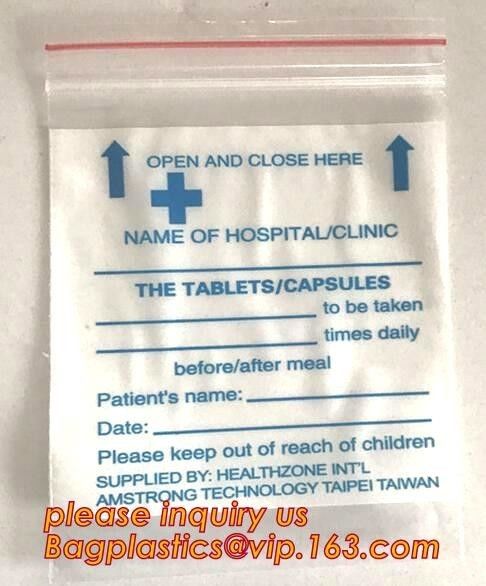 OPEN AND CLOSE HERE
NAME OF HOSPITAL/CLINIC
THE TABLETS/CAPSULES
to be taken
times daily
before/after meal
Patient's name:
Date:
Please keep out of reach of children
SUPPLIED BY: HEALTHZONE INT'L
AMSTRONG TECHNOLOGY TAIPEI TAIWAN
please inquiry us
Bagplastics@vip.163.com